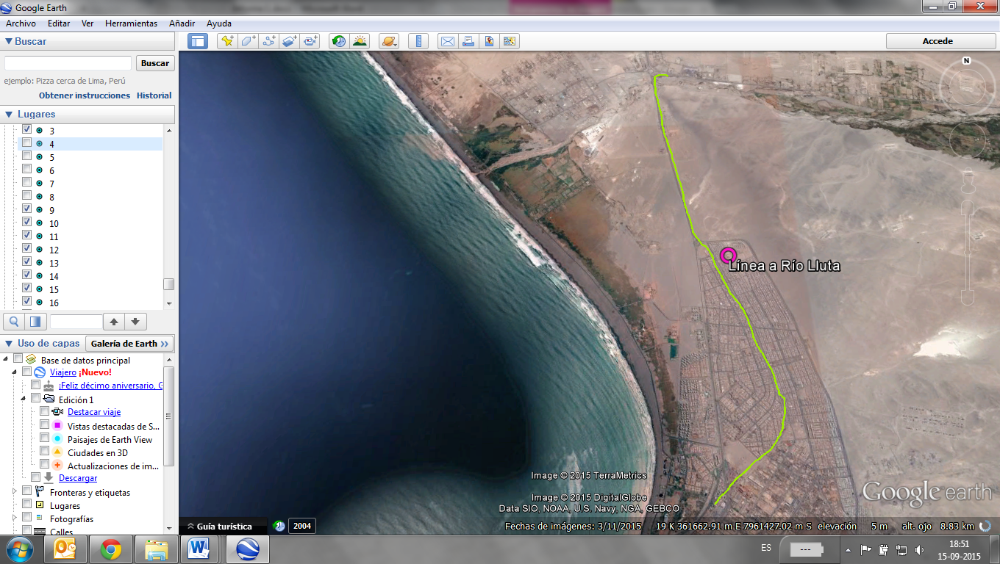 Google Earth
Archivo Editar Ver Herramientas Añadir Ayuda
Buscar
Buscar
ejemplo: Pizza cerca de Lima, Perú
Obtener instrucciones Historial
Lugares
3
4
5
6
7
8
9
10
11
12
13
14
15
16
Uso de capas Galería de Earth »
Base de datos principal
Viajero ¡Nuevo!
¡Feliz décimo aniversario, G
Edición 1
Destacar viaje
Vistas destacadas de S...
Paisajes de Earth View
Ciudades en 3D
Actualizaciones de im...
Descargar
Fronteras y etiquetas
Lugares
Fotografías
Calles
Accede
N
Línea a Río Lluta
Image © 2015 TerraMetrics
Image © 2015 DigitalGlobe
Data SIO, NOAA, U.S. Navy, NGA, GEBCO
Google earth
Guía turística 2004
Fechas de imágenes: 3/11/2015 19 K 361662.91 m E 7961427.02 m S elevación 5 m alt. ojo 8.83 km
ES
---
18:51
15-09-2015